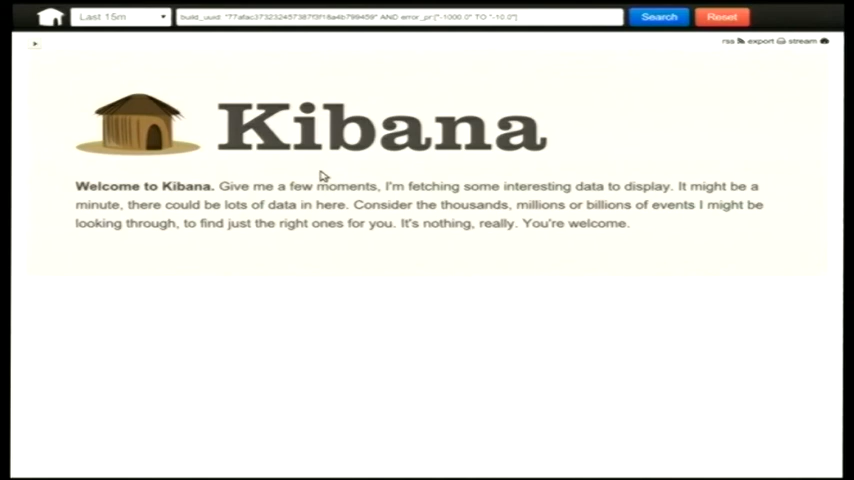 Last 15m
Search
Reset
rss export stream
Kibana
Welcome to Kibana. Give me a few moments, I'm fetching some interesting data to display. It might be a
minute, there could be lots of data in here. Consider the thousands, millions or billions of events I might be
looking through, to find just the right ones for you. It's nothing, really. You're welcome.